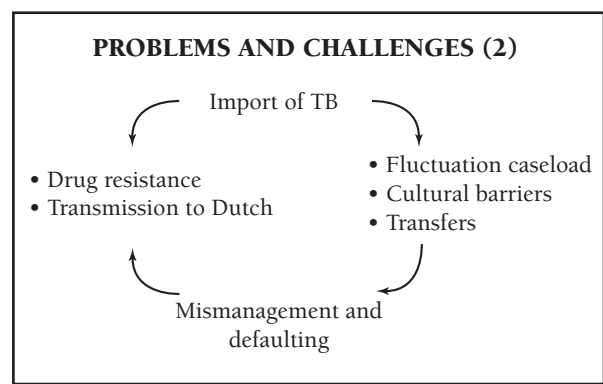 PROBLEMS AND CHALLENGES (2)
Import of TB
• Drug resistance
• Transmission to Dutch
• Fluctuation caseload
• Cultural barriers
• Transfers
Mismanagement and
defaulting